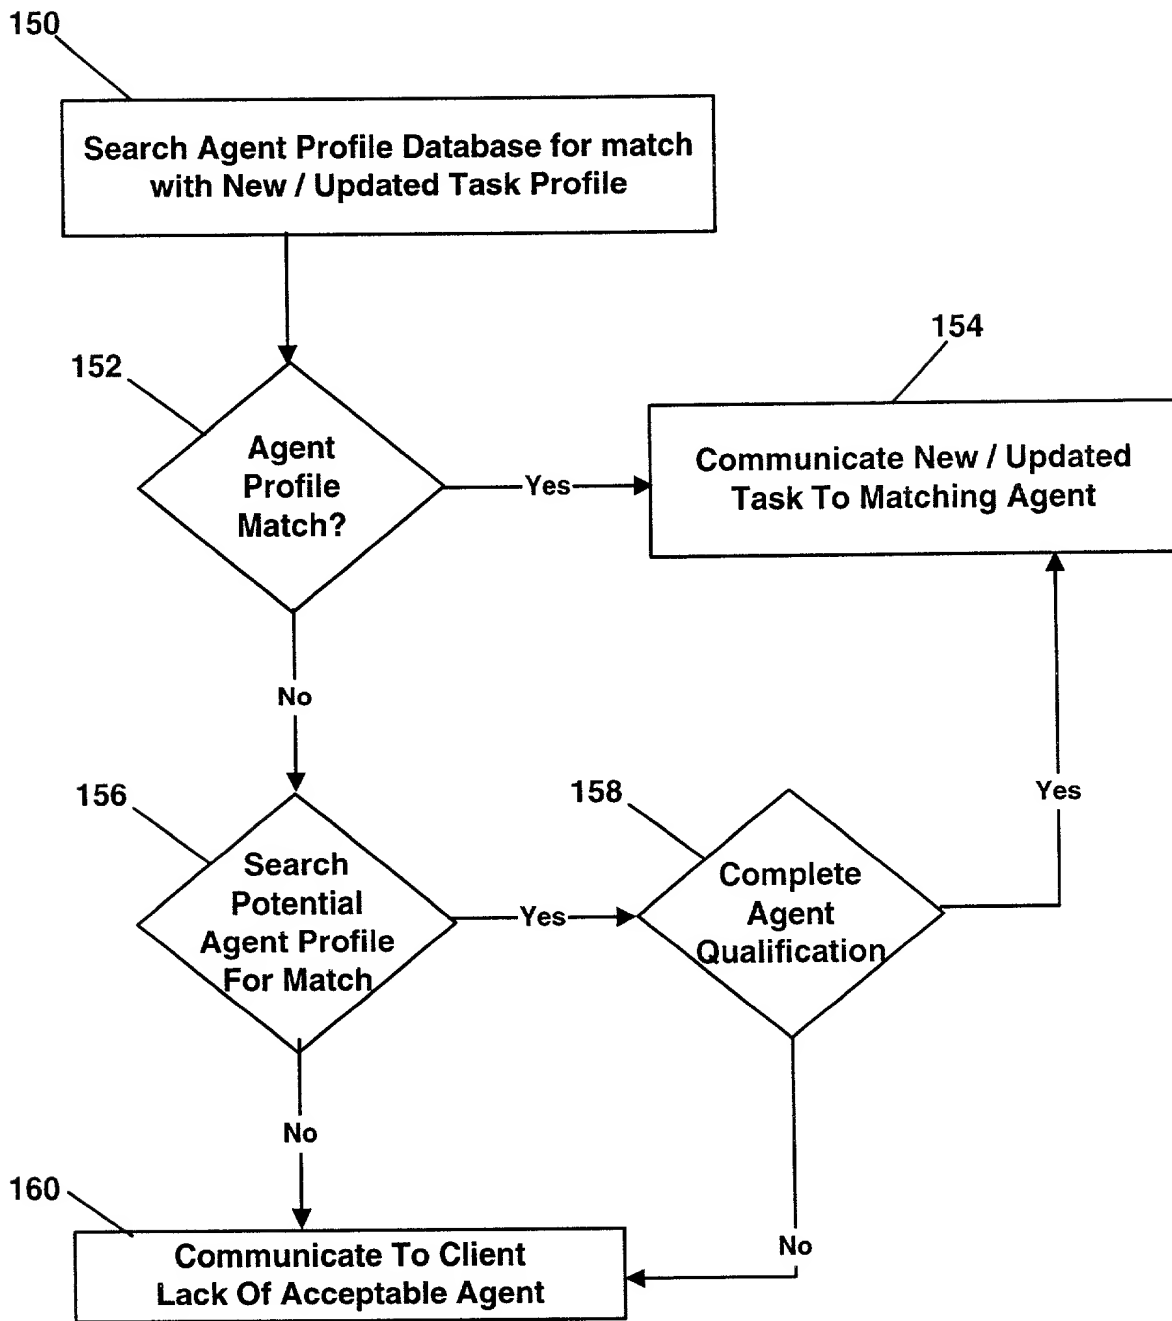 150
Search Agent Profile Database for match
with New / Updated Task Profile
152
Agent
Profile
Match?
Yes
154
Communicate New / Updated
Task To Matching Agent
No
156
Search
Potential
Agent Profile
For Match
Yes
158
Complete
Agent
Qualification
Yes
No
No
160
Communicate To Client
Lack Of Acceptable Agent